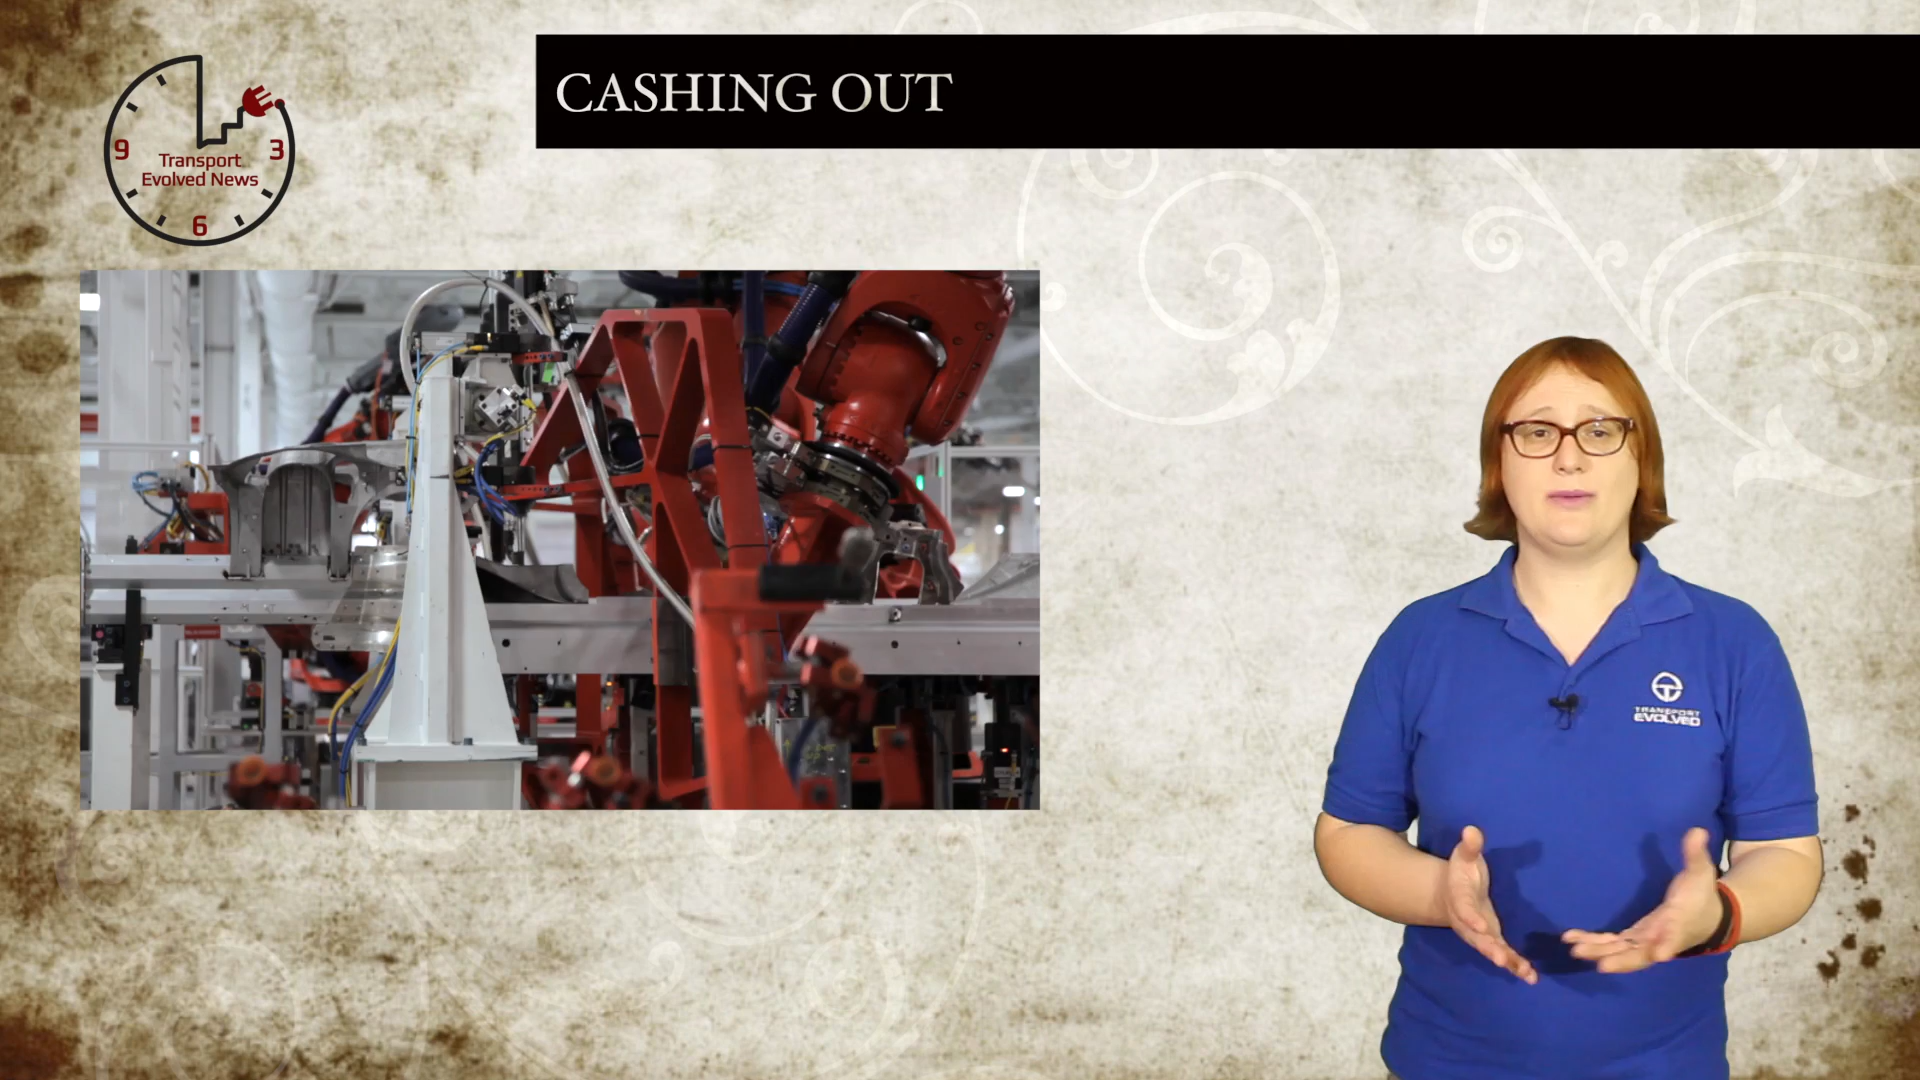 CASHING OUT
9
3
Transport
Evolved News
6
TRANSPORT
EVOLVED